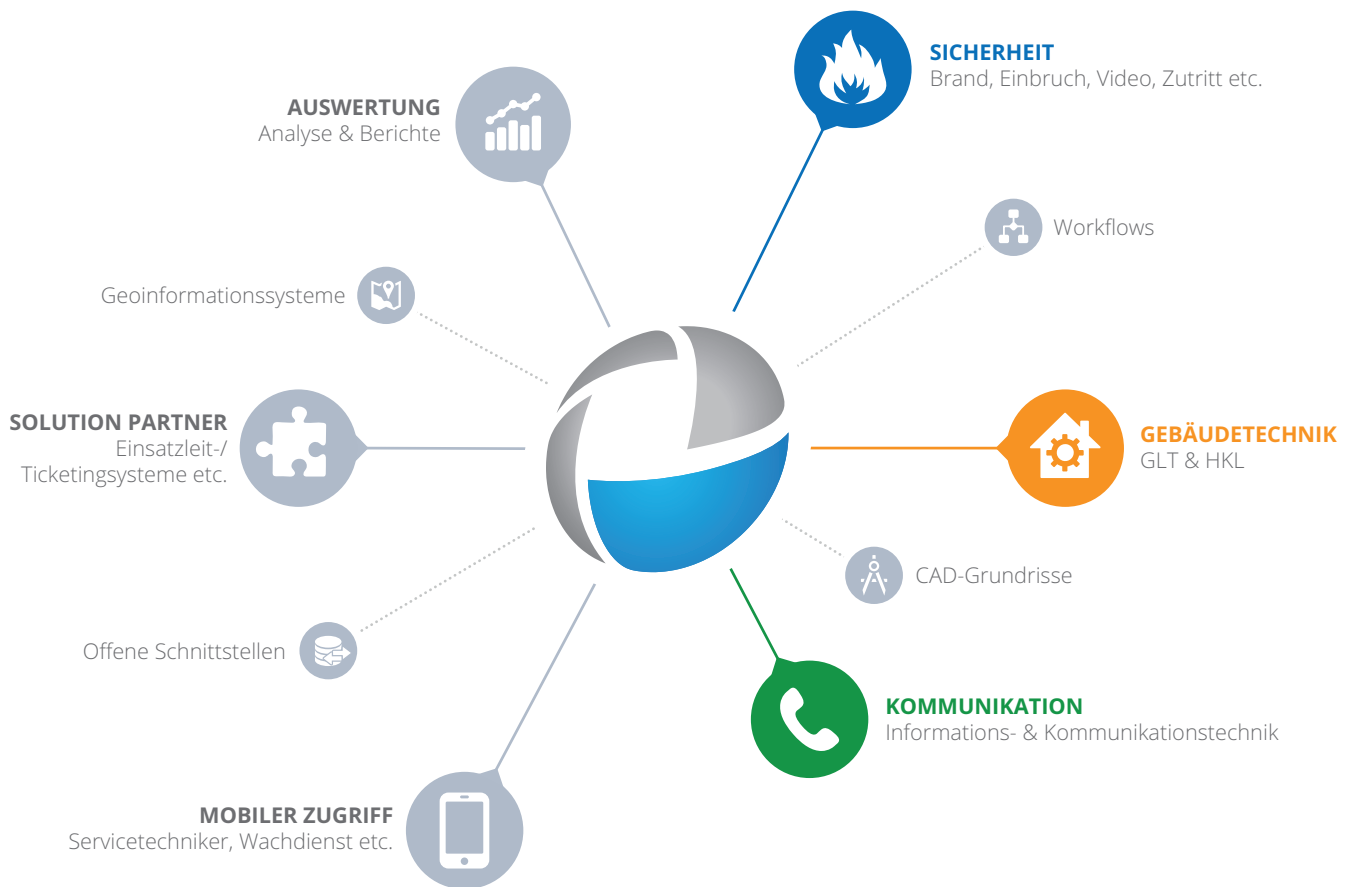 SICHERHEIT
Brand, Einbruch, Video, Zutritt etc.
AUSWERTUNG
Analyse & Berichte
Workflows
Geoinformationssysteme
SOLUTION PARTNER
Einsatzleit-/
Ticketingsysteme etc.
GEBÄUDETECHNIK
GLT & HKL
CAD-Grundrisse
Offene Schnittstellen
KOMMUNIKATION
Informations- & Kommunikationstechnik
MOBILER ZUGRIFF
Servicetechniker, Wachdienst etc.